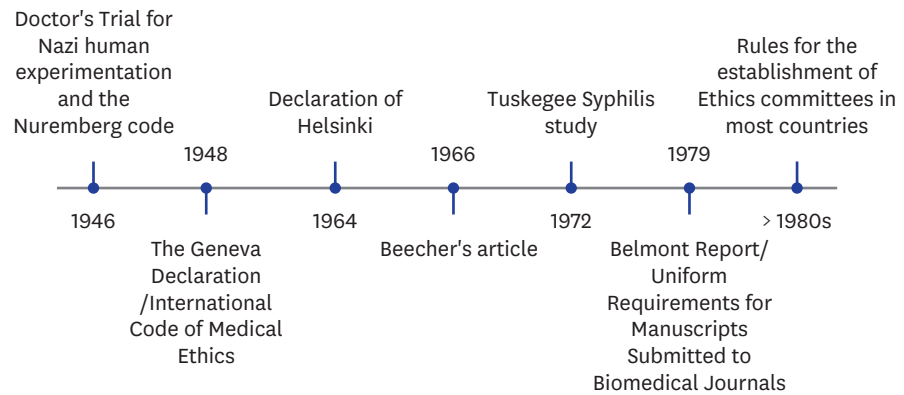 Doctor's Trial for
Nazi human
experimentation
and the
Nuremberg code
1946
1948
The Geneva
Declaration
/International
Code of Medical
Ethics
Declaration of
Helsinki
1964
1966
Beecher's article
Tuskegee Syphilis
study
1972
1979
Belmont Report/
Uniform
Requirements for
Manuscripts
Submitted to
Biomedical Journals
Rules for the
establishment of
Ethics committees in
most countries
> 1980s